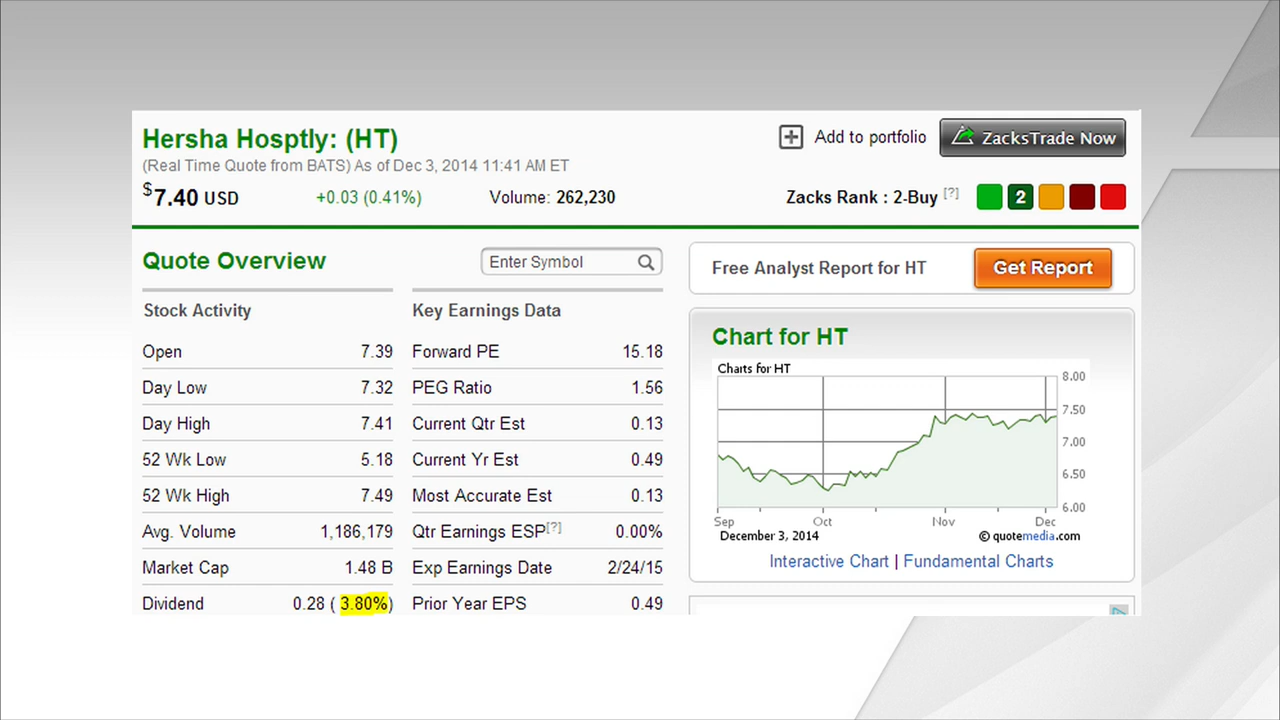 Hersha Hosptly: (HT)
Add to portfolio
ZacksTrade Now
(Real Time Quote from BATS) As of Dec 3, 2014 11:41 AM ET
$7.40 USD +0.03 (0.41%) Volume: 262,230
Zacks Rank : 2-Buy [?] 2
Quote Overview
Enter Symbol
Stock Activity
Open 7.39
Day Low 7.32
Day High 7.41
52 Wk Low 5.18
52 Wk High 7.49
Avg. Volume 1,186,179
Market Cap 1.48 B
Dividend 0.28 ( 3.80%)
Key Earnings Data
Forward PE 15.18
PEG Ratio 1.56
Current Qtr Est 0.13
Current Yr Est 0.49
Most Accurate Est 0.13
Qtr Earnings ESP[?] 0.00%
Exp Earnings Date 2/24/15
Prior Year EPS 0.49
Free Analyst Report for HT
Get Report
Chart for HT
Charts for HT
8.00
7.50
7.00
6.50
6.00
Sep Oct Nov Dec
December 3, 2014 © quotemedia.com
Interactive Chart | Fundamental Charts